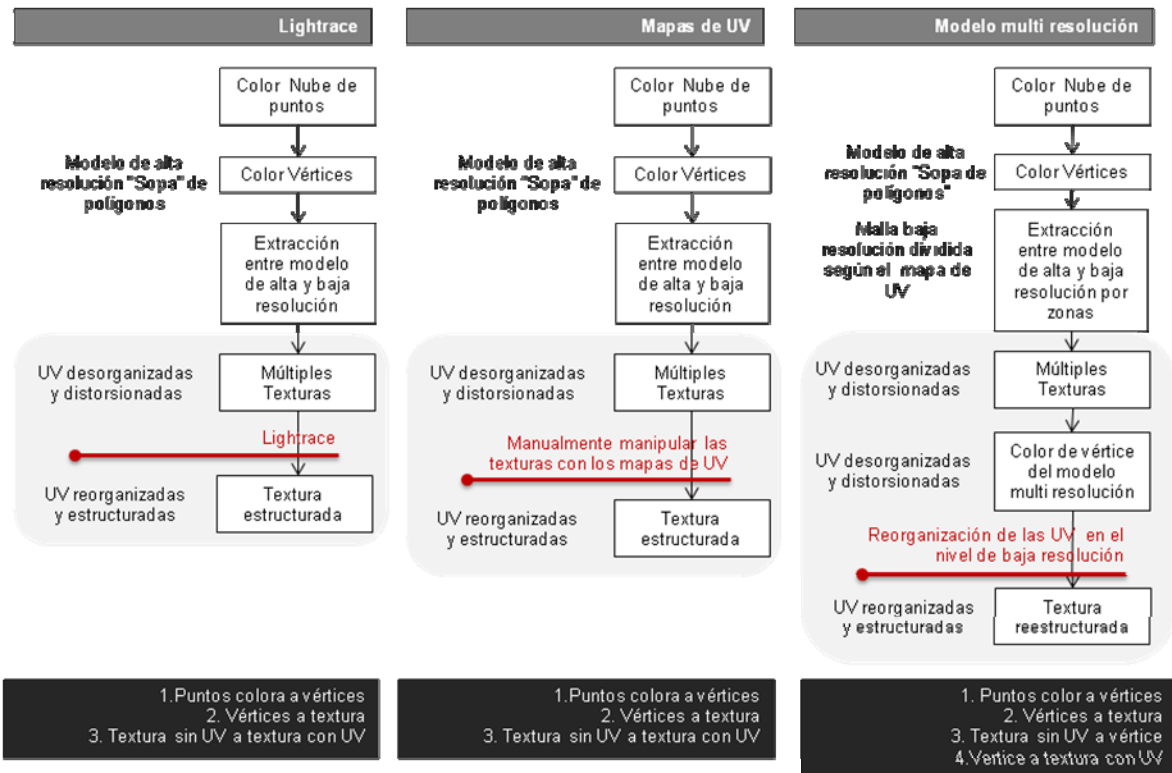 Lightrace
Color Nube de
puntos
Modelo de alta
resolución "Sopa" de
polígonos
Color Vértices
Extracción
entre modelo
de alta y baja
resolución
UV desorganizadas
y distorsionadas
Múltiples
Texturas
Lightrace
UV reorganizadas
y estructuradas
Textura
estructurada
1.Puntos colora a vértices
2. Vértices a textura
3. Textura sin UV a textura con UV
Mapas de UV
Color Nube de
puntos
Modelo de alta
resolución "Sopa" de
polígonos
Color Vértices
Extracción
entre modelo
de alta y baja
resolución
UV desorganizadas
y distorsionadas
Múltiples
Texturas
Manualmente manipular las
texturas con los mapas de UV
UV reorganizadas
y estructuradas
Textura
estructurada
1.Puntos colora a vértices
2. Vértices a textura
3. Textura sin UV a textura con UV
Modelo multi resolución
Color Nube de
puntos
Modelo de alta
resolución "Sopa de
polígonos"
Color Vértices
Malla baja
resolución dividida
según el mapa de
UV
Extracción
entre modelo
de alta y baja
resolución por
zonas
UV desorganizadas
y distorsionadas
Múltiples
Texturas
UV desorganizadas
y distorsionadas
Color de vértice
del modelo
multi resolución
Reorganización de las UV en el
nivel de baja resolución
UV reorganizadas
y estructuradas
Textura
reestructurada
1. Puntos color a vértices
2. Vértices a textura
3. Textura sin UV a vértice
4.Vertice a textura con UV